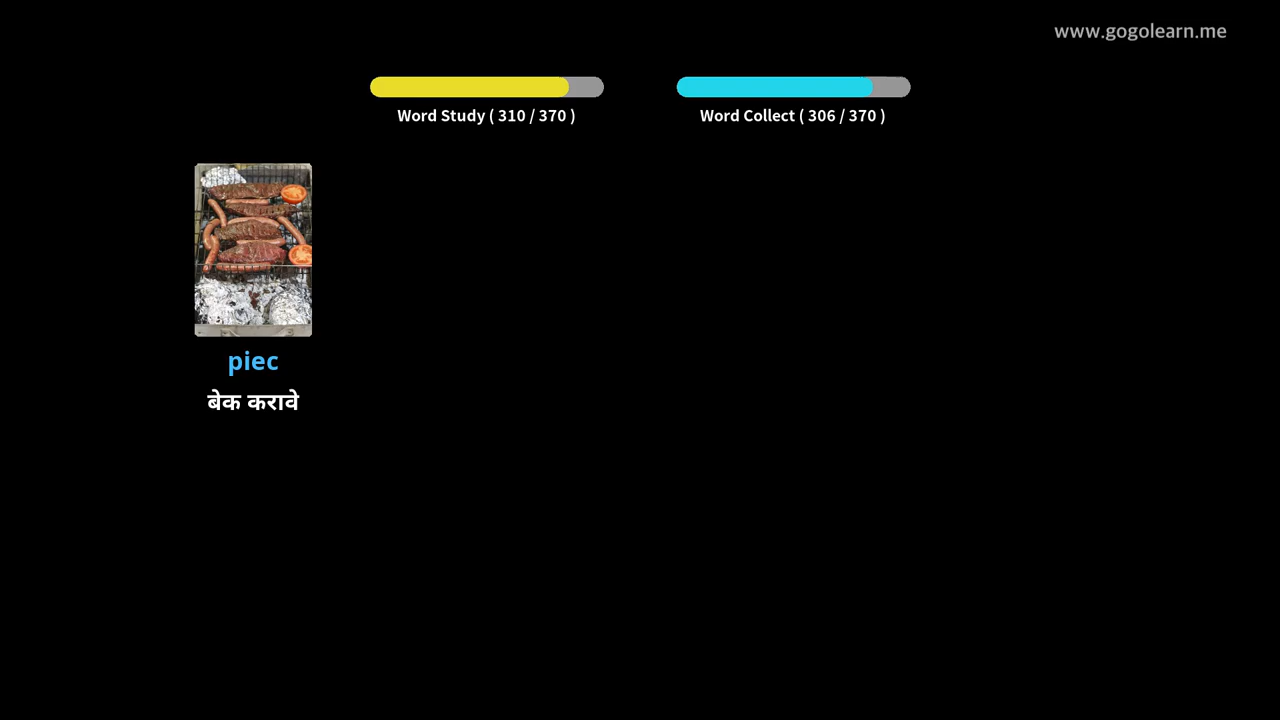 www.gogolearn.me
Word Study ( 310 / 370 )
Word Collect ( 306 / 370 )
piec
बेक करावे